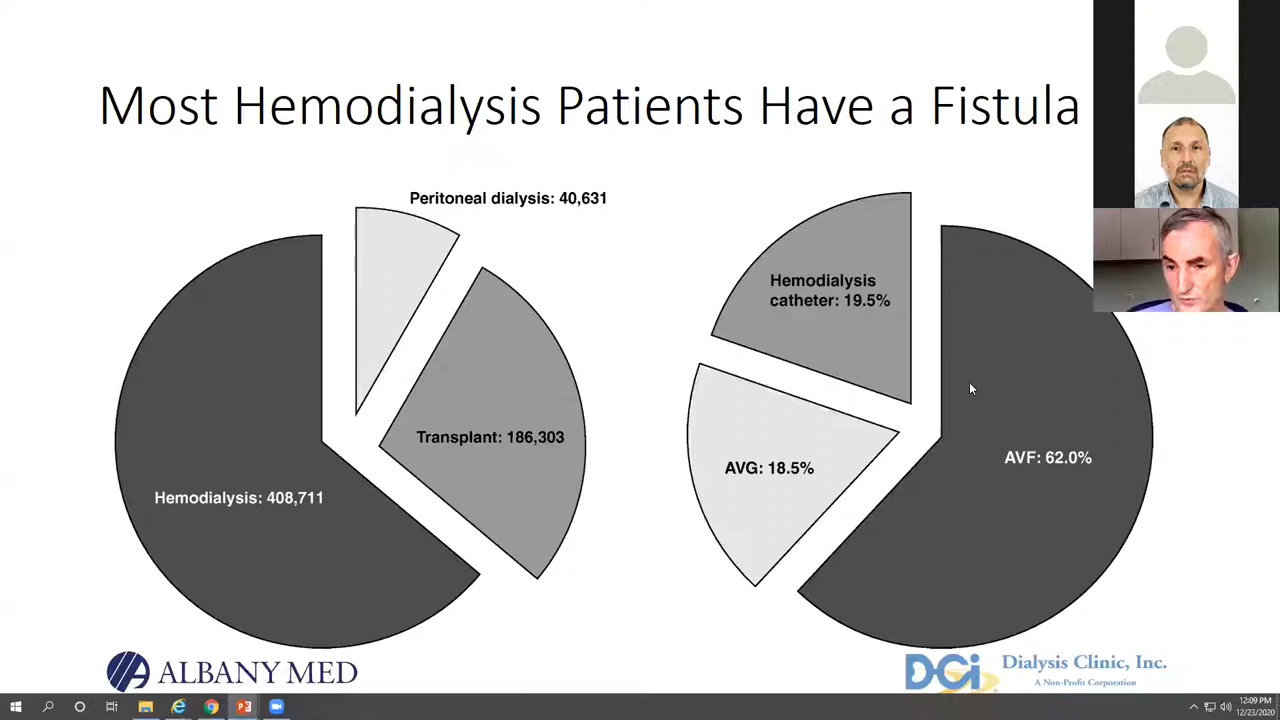 Most Hemodialysis Patients Have a Fistula
Peritoneal dialysis: 40,631
Transplant: 186,303
Hemodialysis: 408,711
Hemodialysis
catheter: 19.5%
AVG: 18.5%
AVF: 62.0%
ALBANY MED
DCi
Dialysis Clinic, Inc.
A Non-Profit Corporation
12:09 PM
12/23/2020